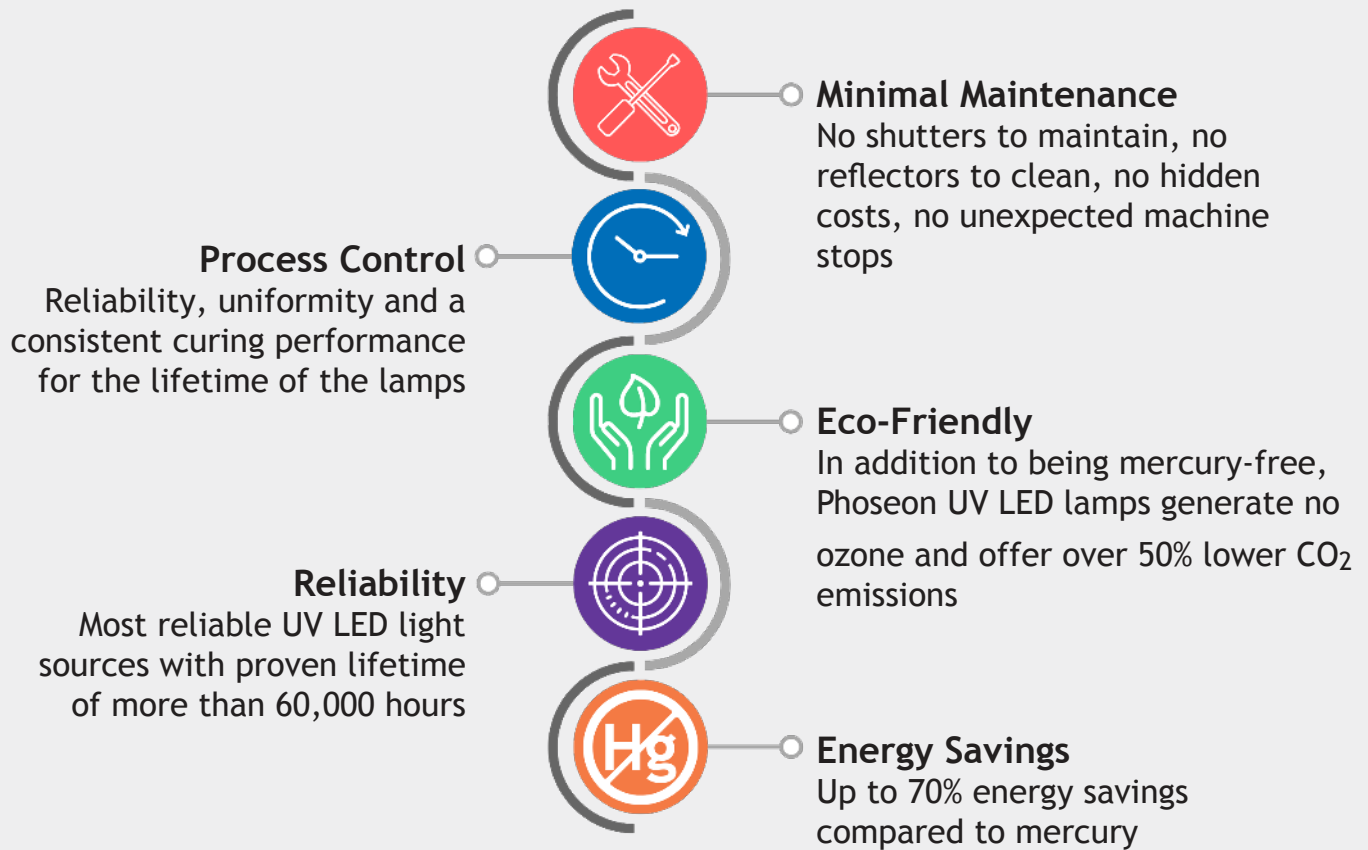 Minimal Maintenance
No shutters to maintain, no
reflectors to clean, no hidden
costs, no unexpected machine
stops
Process Control
Reliability, uniformity and a
consistent curing performance
for the lifetime of the lamps
Eco-Friendly
In addition to being mercury-free,
Phoseon UV LED lamps generate no
ozone and offer over 50% lower CO₂
emissions
Reliability
Most reliable UV LED light
sources with proven lifetime
of more than 60,000 hours
Hg
Energy Savings
Up to 70% energy savings
compared to mercury